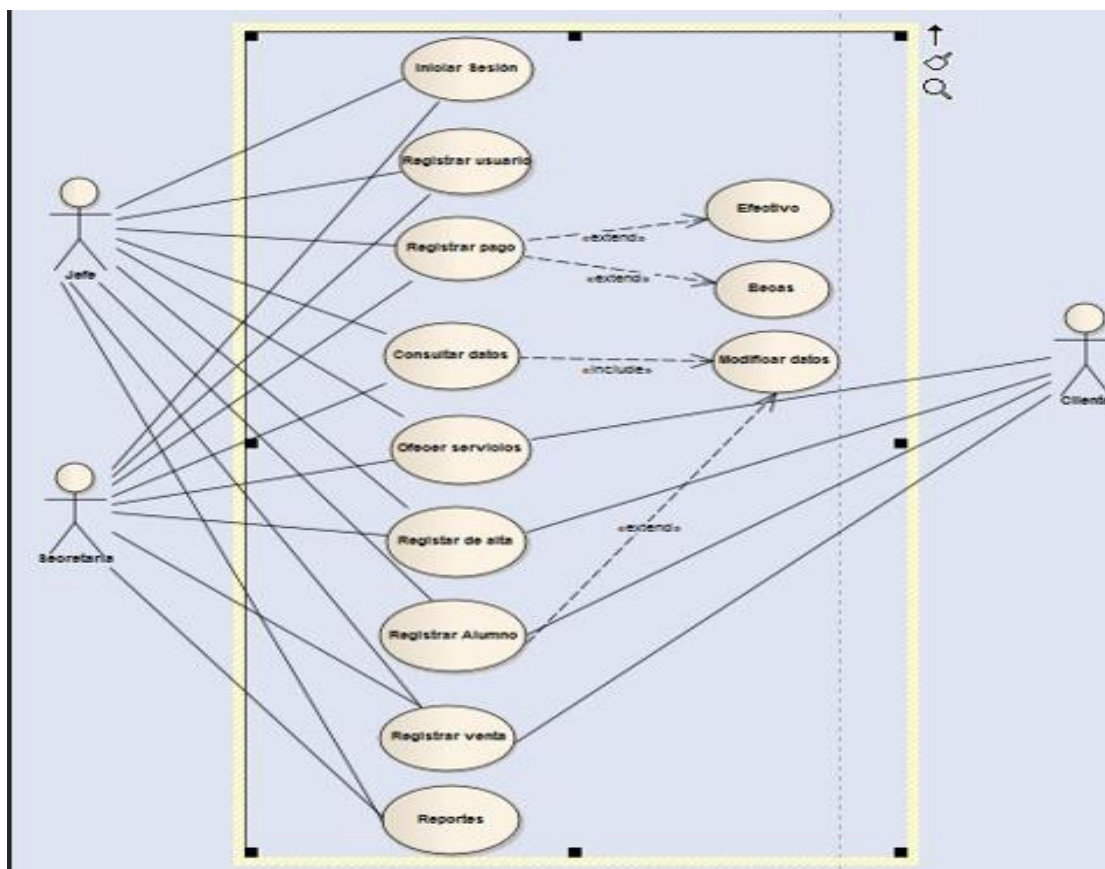 Iniciar Sesión
Registrar usuario
Efectivo
Registrar pago
«extend»
Jefe
«extend»
Becas
Consultar datos
Modificar datos
«include»
Cliente
Ofecer servicios
«extend»
Registar de alta
Secretaria
Registrar Alumno
Registrar venta
Reportes